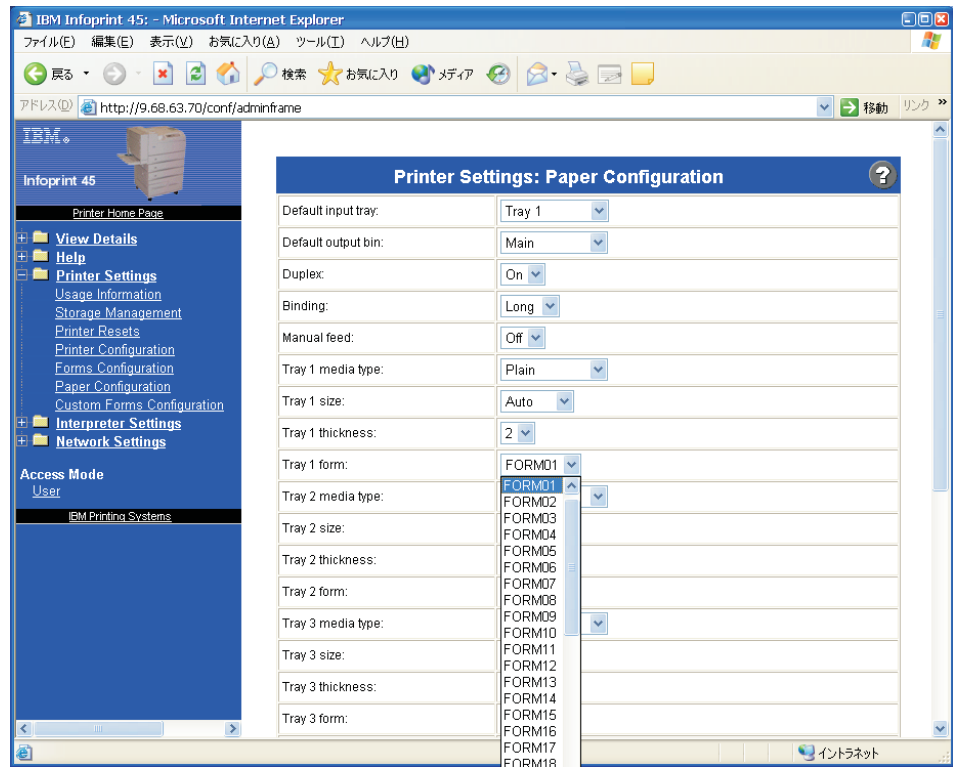 IBM Infoprint 45: - Microsoft Internet Explorer
ファイル(F) 編集(E) 表示(V) お気に入り(A) ツール(T) ヘルプ(H)
戻る 検索 お気に入り メディア
アドレス(D) http://9.68.63.70/conf/adminframe 移動 リンク »
IBM®
Infoprint 45
Printer Home Page
View Details
Help
Printer Settings
Usage Information
Storage Management
Printer Resets
Printer Configuration
Forms Configuration
Paper Configuration
Custom Forms Configuration
Interpreter Settings
Network Settings
Access Mode
User
IBM Printing Systems
Printer Settings: Paper Configuration ?
Default input tray: Tray 1
Default output bin: Main
Duplex: On
Binding: Long
Manual feed: Off
Tray 1 media type: Plain
Tray 1 size: Auto
Tray 1 thickness: 2
Tray 1 form: FORM01
Tray 2 media type:
Tray 2 size:
Tray 2 thickness:
Tray 2 form:
Tray 3 media type:
Tray 3 size:
Tray 3 thickness:
Tray 3 form:
FORM01
FORM02
FORM03
FORM04
FORM05
FORM06
FORM07
FORM08
FORM09
FORM10
FORM11
FORM12
FORM13
FORM14
FORM15
FORM16
FORM17
FORM18
イントラネット